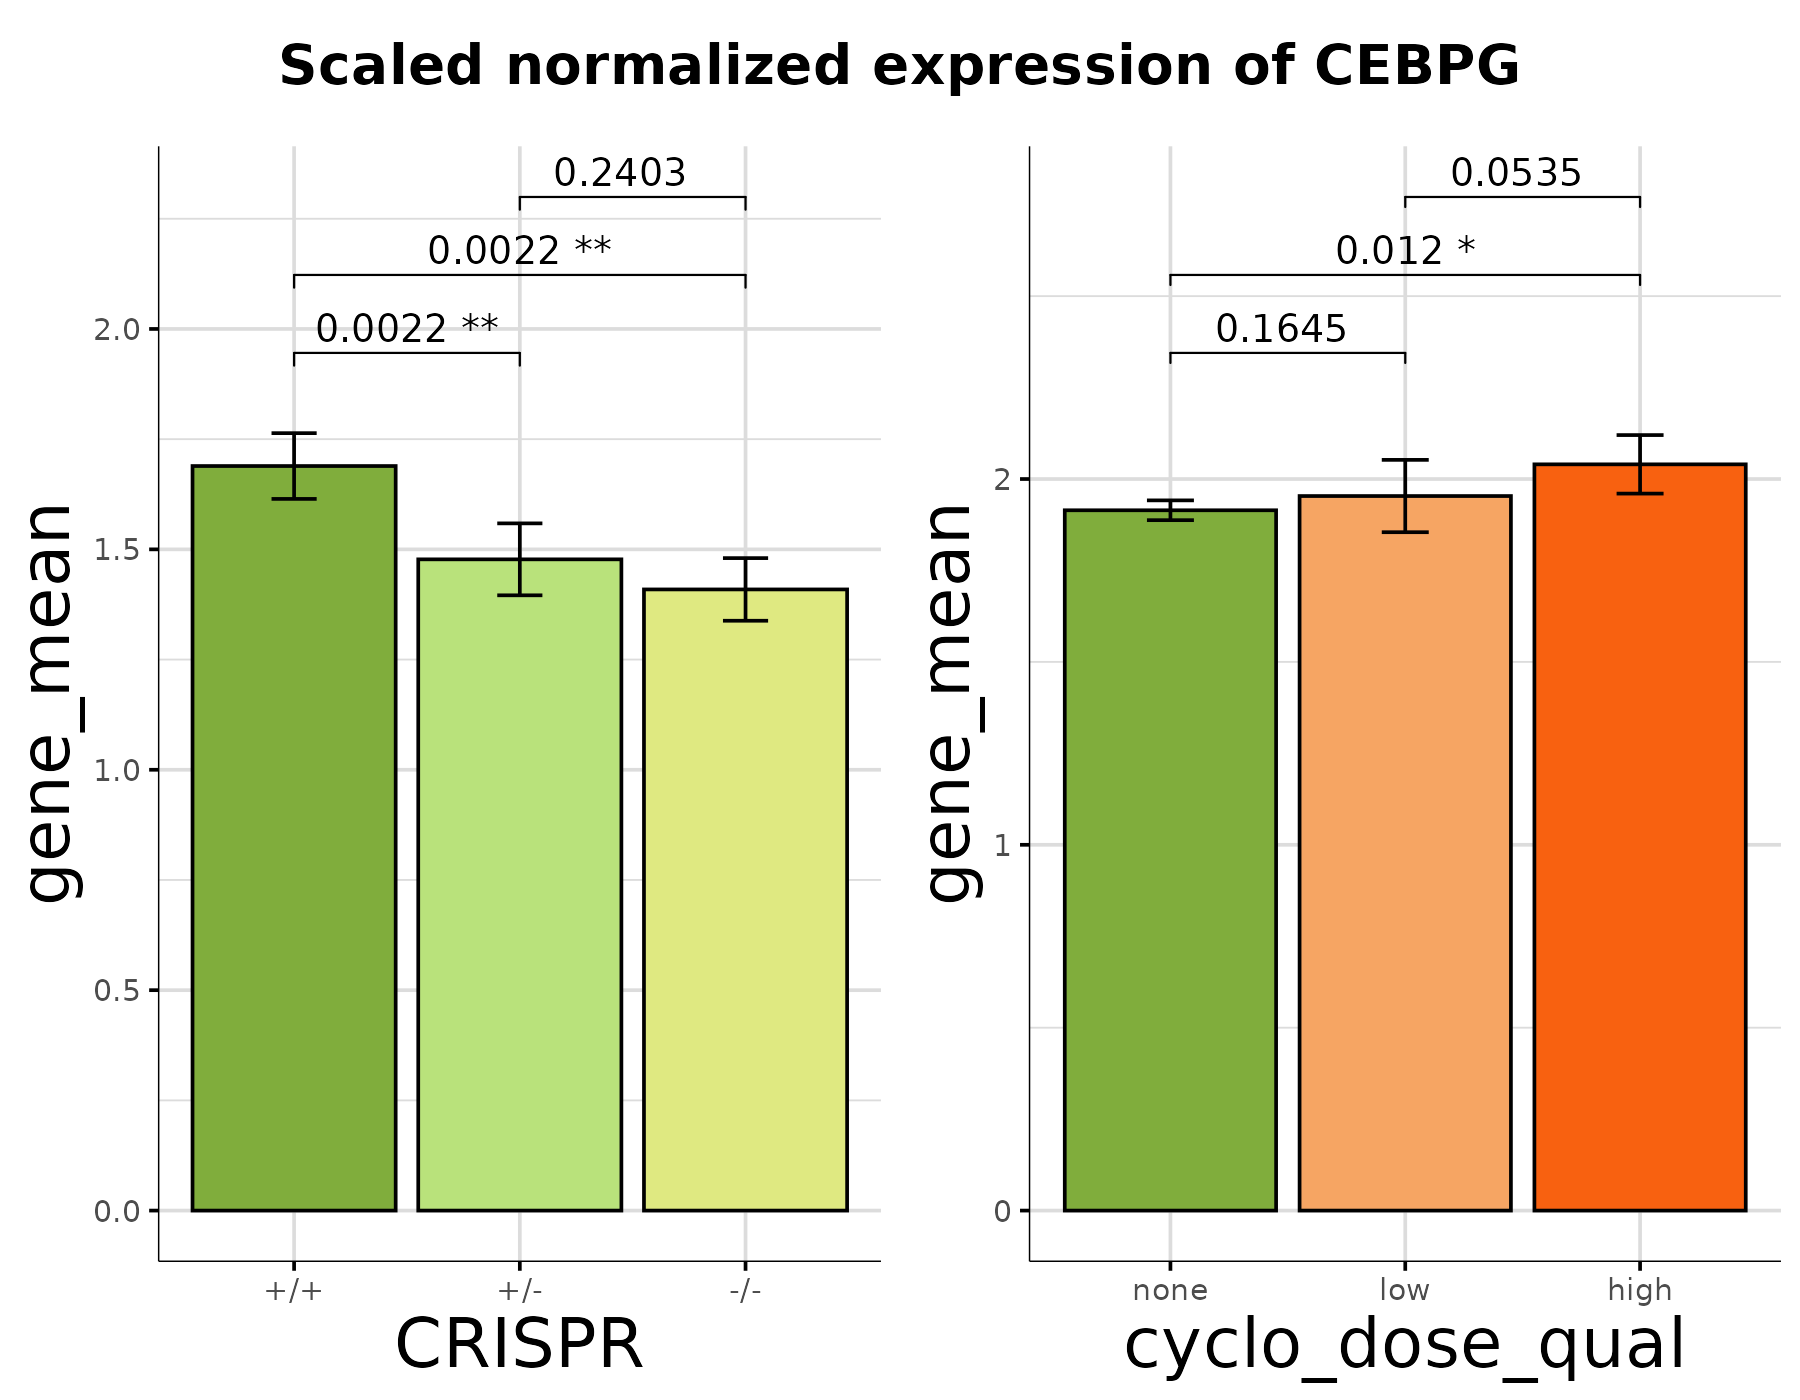 Scaled normalized expression of CEBPG
gene_mean
0.2403
0.0022 **
0.0022 **
2.0
1.5
1.0
0.5
0.0
+/+ +/- -/-
CRISPR
gene_mean
0.0535
0.012 *
0.1645
2
1
0
none low high
cyclo_dose_qual